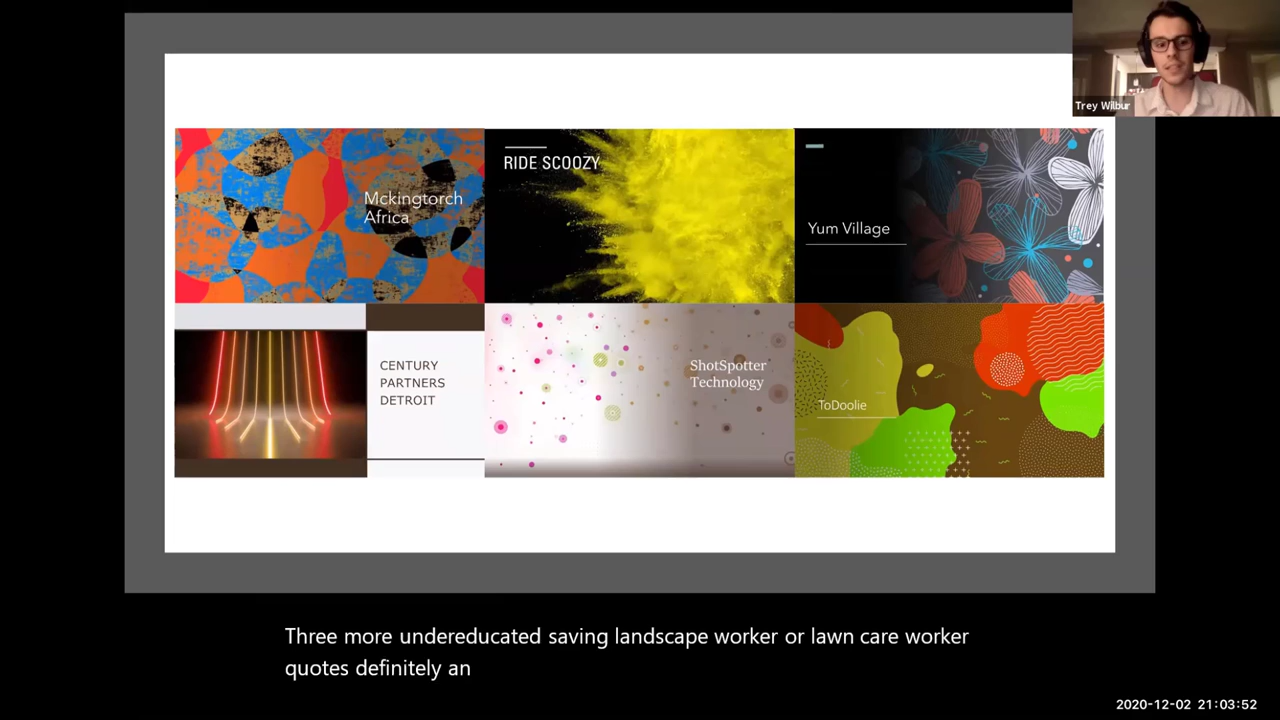 Trey Wilbur
Mckingtorch
Africa
RIDE SCOOZY
Yum Village
CENTURY
PARTNERS
DETROIT
ShotSpotter
Technology
ToDoolie
Three more undereducated saving landscape worker or lawn care worker
quotes definitely an
2020-12-02 21:03:52